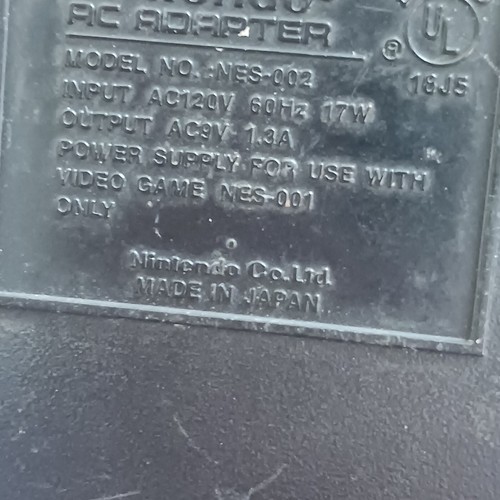 Nintendo®
AC ADAPTER
UL
®
18J5
MODEL NO. NES-002
INPUT AC120V 60Hz 17W
OUTPUT AC9V 1.3A
POWER SUPPLY FOR USE WITH
VIDEO GAME NES-001
ONLY
Nintendo Co.Ltd.
MADE IN JAPAN